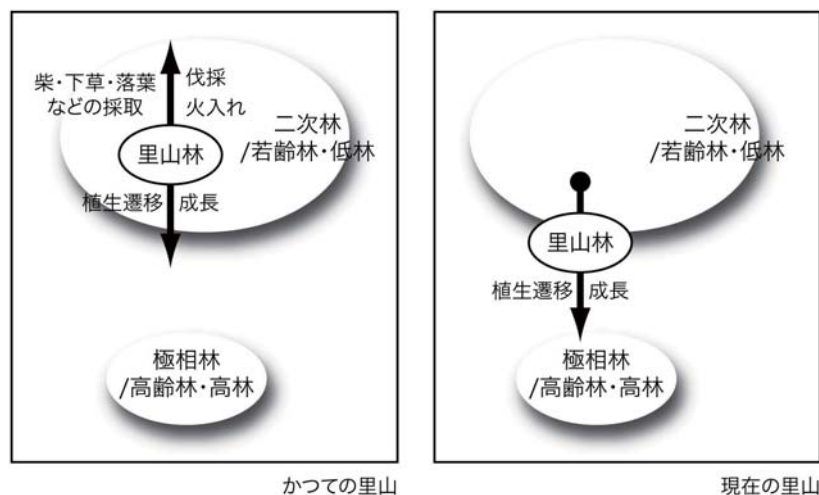 柴・下草・落葉
などの採取
伐採
火入れ
里山林
二次林
/若齢林・低林
植生遷移
成長
極相林
/高齢林・高林
かつての里山
二次林
/若齢林・低林
里山林
植生遷移
成長
極相林
/高齢林・高林
現在の里山